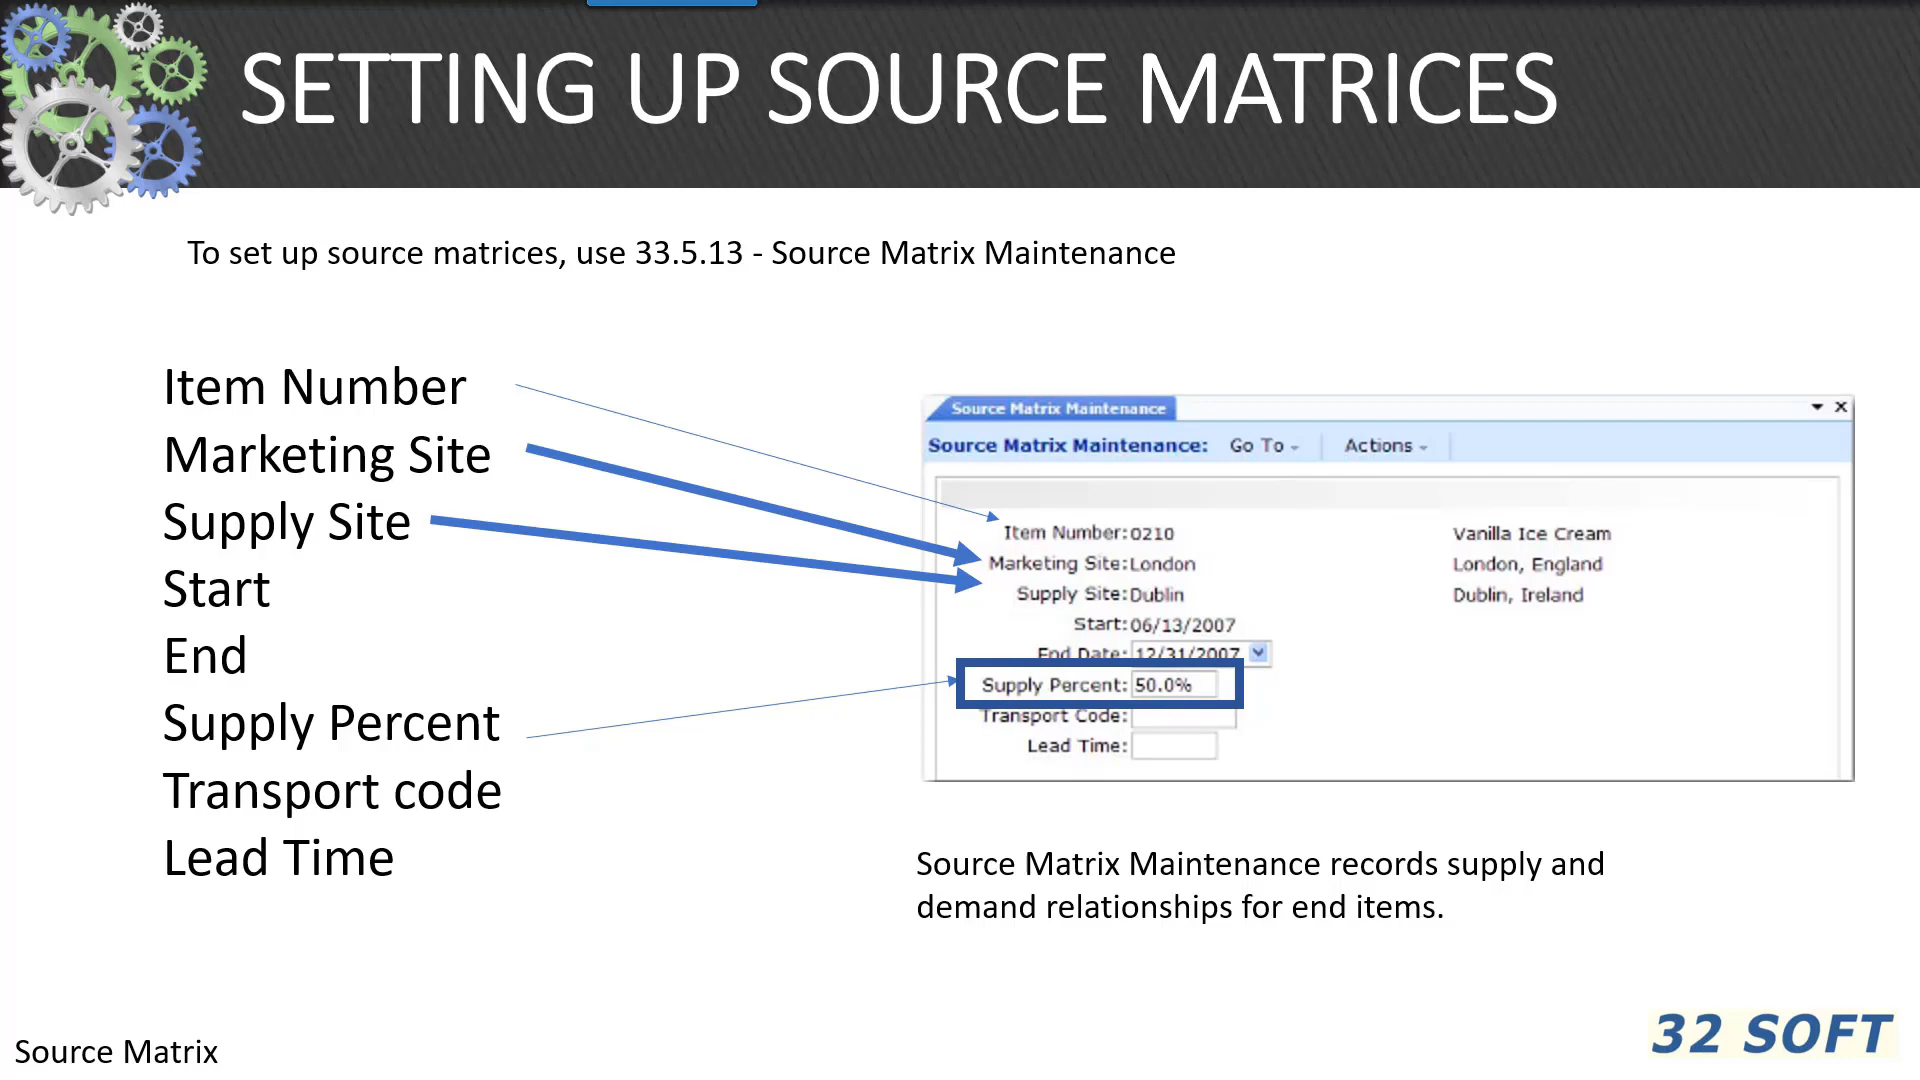 SETTING UP SOURCE MATRICES
To set up source matrices, use 33.5.13 - Source Matrix Maintenance
Item Number
Marketing Site
Supply Site
Start
End
Supply Percent
Transport code
Lead Time
Source Matrix Maintenance
Source Matrix Maintenance: Go To Actions
Item Number: 0210 Vanilla Ice Cream
Marketing Site: London London, England
Supply Site: Dublin Dublin, Ireland
Start: 06/13/2007
End Date: 12/31/2007
Supply Percent: 50.0%
Transport Code:
Lead Time:
Source Matrix Maintenance records supply and
demand relationships for end items.
Source Matrix
32 SOFT